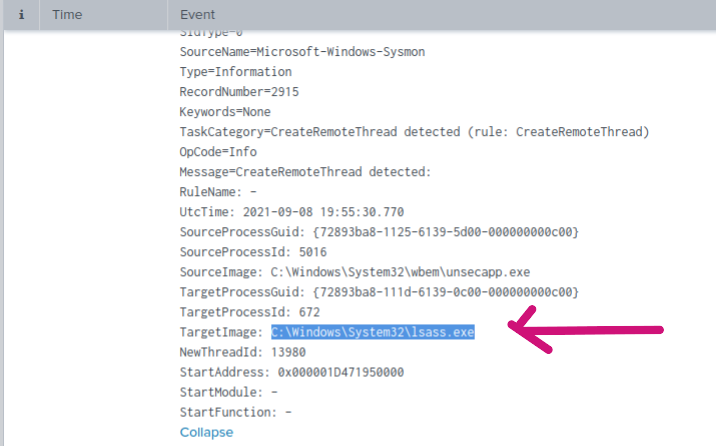 i Time Event
SidType=0
SourceName=Microsoft-Windows-Sysmon
Type=Information
RecordNumber=2915
Keywords=None
TaskCategory=CreateRemoteThread detected (rule: CreateRemoteThread)
OpCode=Info
Message=CreateRemoteThread detected:
RuleName: -
UtcTime: 2021-09-08 19:55:30.770
SourceProcessGuid: {72893ba8-1125-6139-5d00-000000000c00}
SourceProcessId: 5016
SourceImage: C:\Windows\System32\wbem\unsecapp.exe
TargetProcessGuid: {72893ba8-111d-6139-0c00-000000000c00}
TargetProcessId: 672
TargetImage: C:\Windows\System32\lsass.exe
NewThreadId: 13980
StartAddress: 0x000001D471950000
StartModule: -
StartFunction: -
Collapse